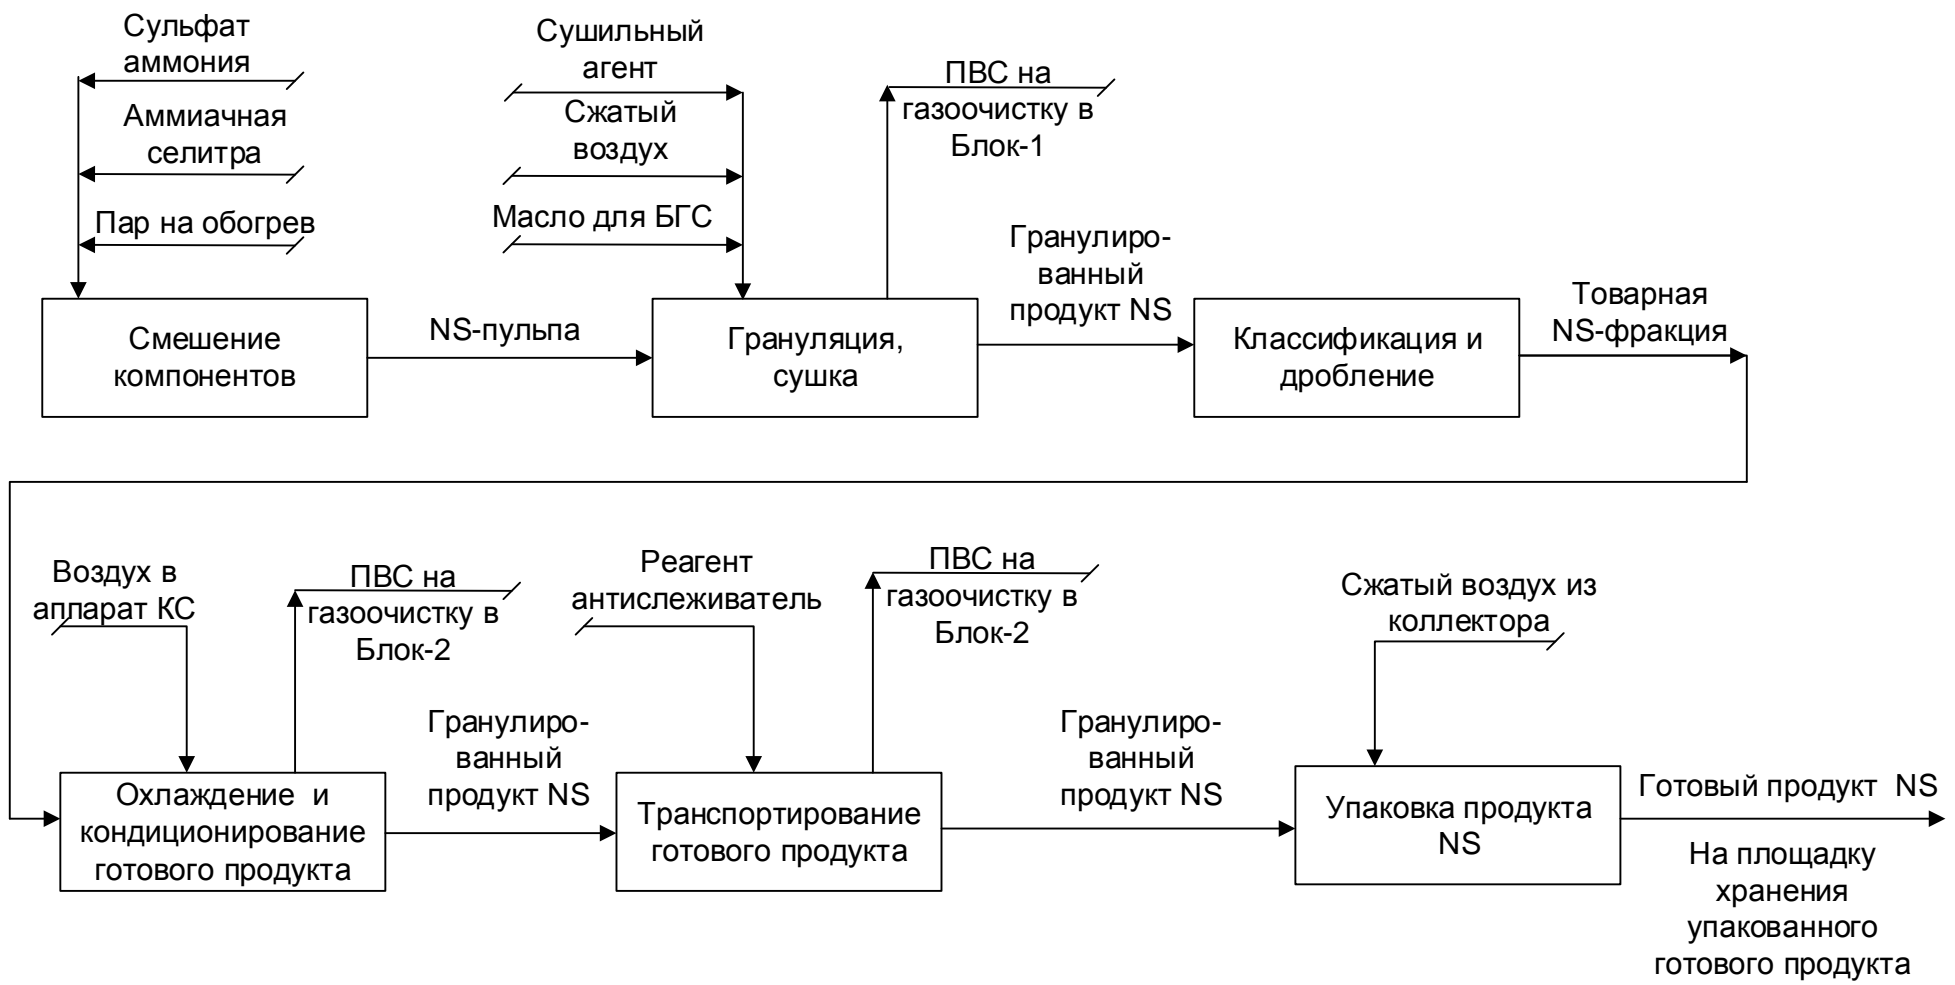 Сульфат
аммония
Аммиачная
селитра
Пар на обогрев
Сушильный
агент
Сжатый
воздух
Масло для БГС
ПВС на
газоочистку в
Блок-1
Смешение
компонентов
NS-пульпа
Грануляция,
сушка
Гранулиро-
ванный
продукт NS
Классификация и
дробление
Товарная
NS-фракция
Воздух в
аппарат КС
ПВС на
газоочистку в
Блок-2
Реагент
антислеживатель
ПВС на
газоочистку в
Блок-2
Сжатый воздух из
коллектора
Охлаждение и
кондиционирование
готового продукта
Гранулиро-
ванный
продукт NS
Транспортирование
готового продукта
Гранулиро-
ванный
продукт NS
Упаковка продукта
NS
Готовый продукт NS
На площадку
хранения
упакованного
готового продукта